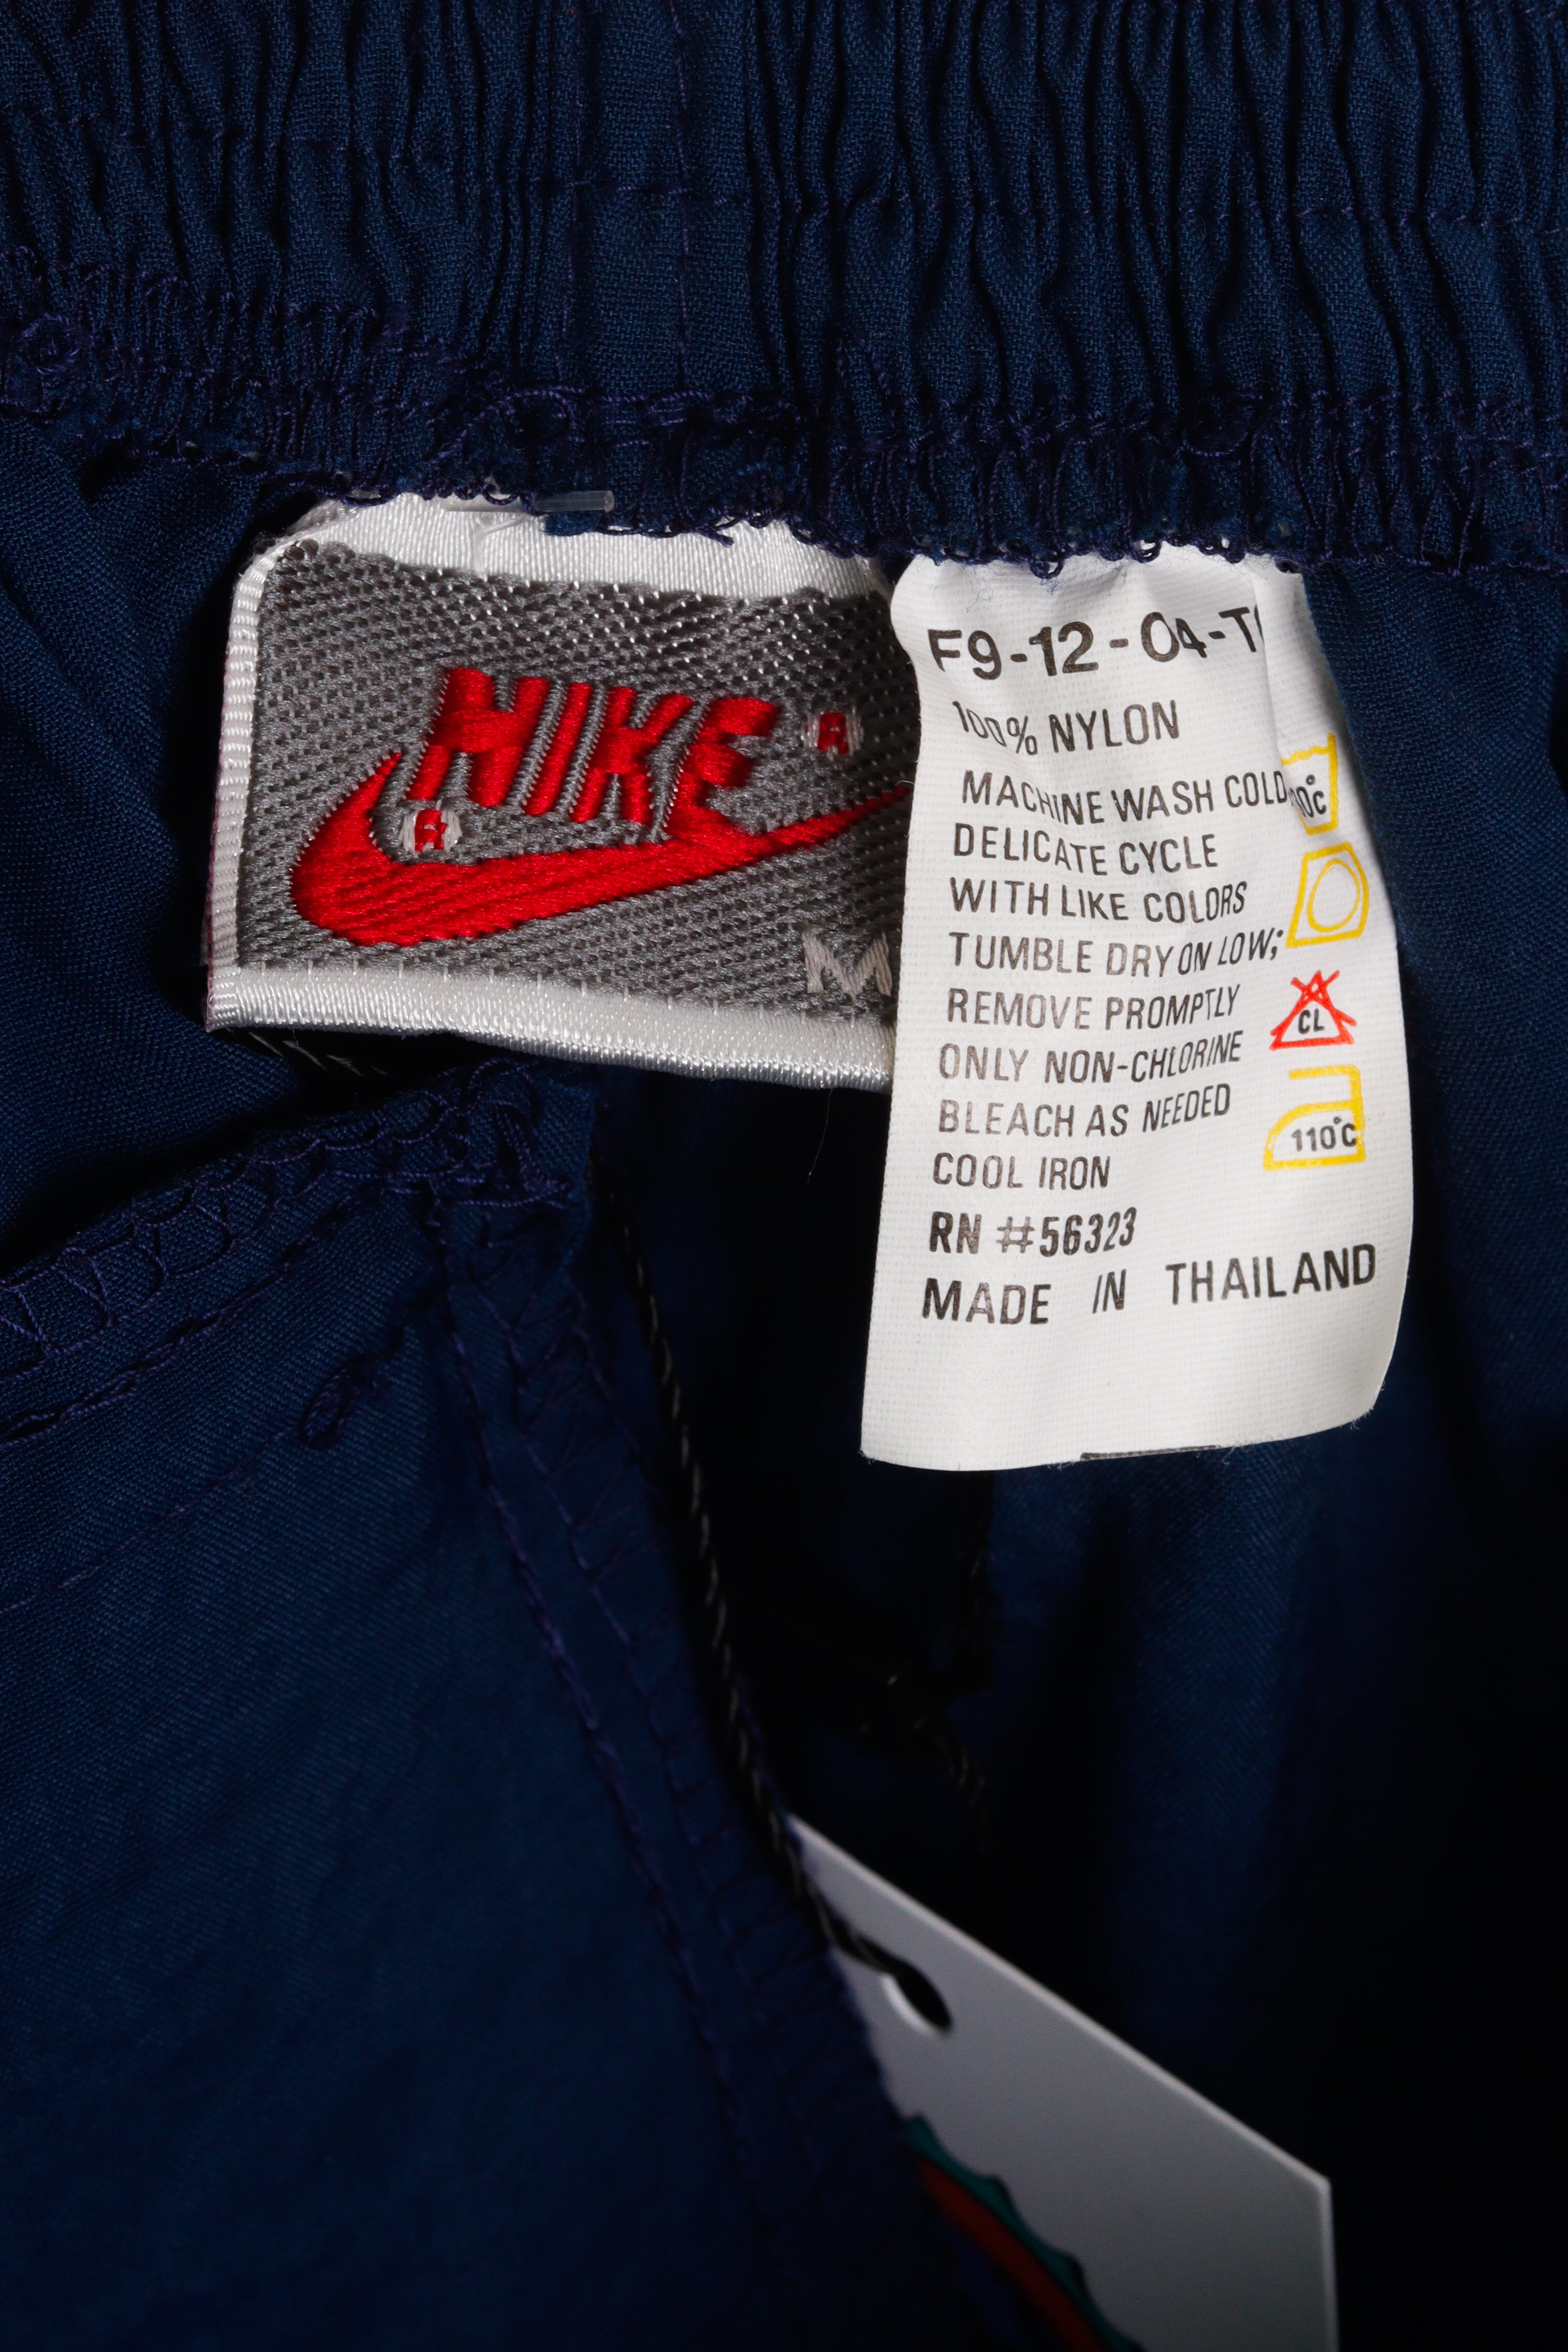 NIKE ®
®
M
F9-12-04-T
100% NYLON
MACHINE WASH COLD
DELICATE CYCLE
WITH LIKE COLORS
TUMBLE DRY ON LOW;
REMOVE PROMPTLY
ONLY NON-CHLORINE
BLEACH AS NEEDED
COOL IRON
RN #56323
MADE IN THAILAND
CL
110°C